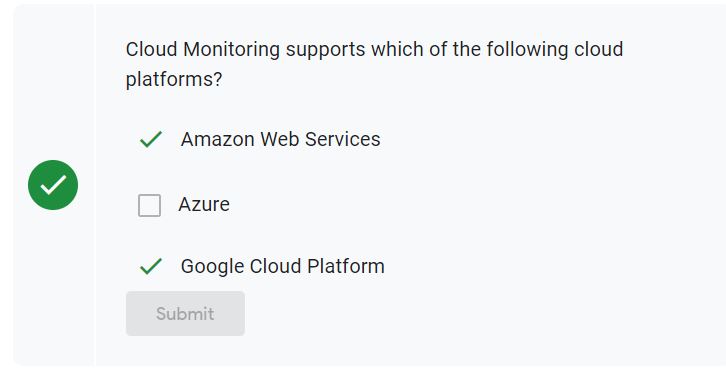 Cloud Monitoring supports which of the following cloud
platforms?
Amazon Web Services
Azure
Google Cloud Platform
Submit